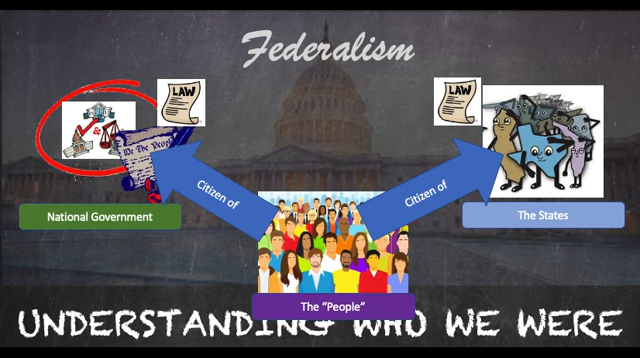 Federalism
LAW
LAW
&
We The People
Citizen of
Citizen of
National Government
The States
The "People"
UNDERSTANDING WHO WE WERE